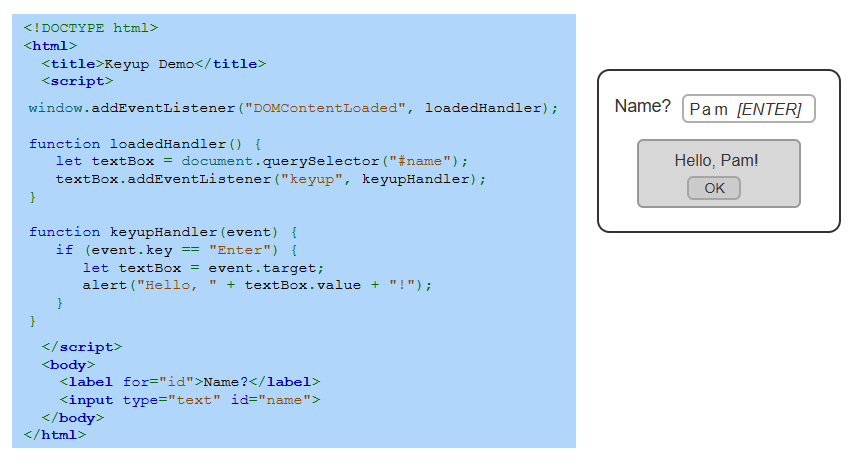 <!DOCTYPE html>
<html>
<title>Keyup Demo</title>
<script>
window.addEventListener("DOMContentLoaded", loadedHandler);
function loadedHandler() {
let textBox = document.querySelector("#name");
textBox.addEventListener("keyup", keyupHandler);
}
function keyupHandler(event) {
if (event.key == "Enter") {
let textBox = event.target;
alert("Hello, " + textBox.value + "!");
}
}
</script>
<body>
<label for="id">Name?</label>
<input type="text" id="name">
</body>
</html>
Name? Pam [ENTER]
Hello, Pam!
OK